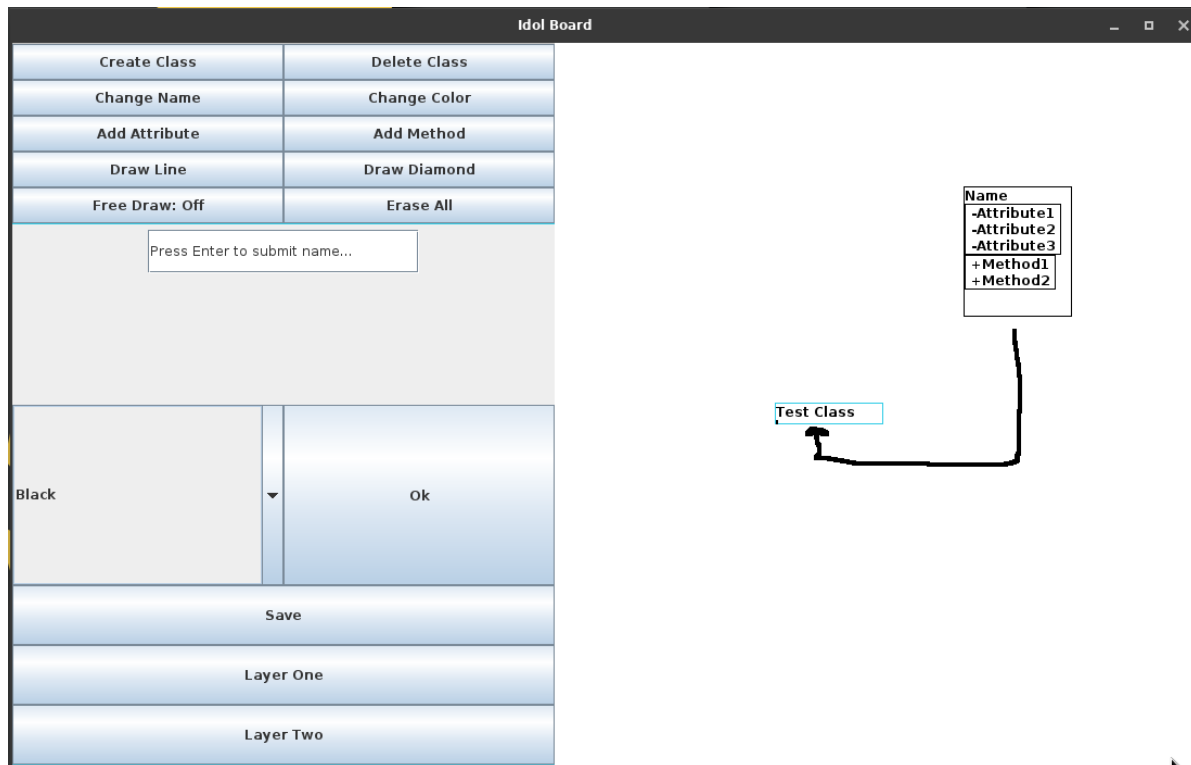 Idol Board
Create Class
Delete Class
Change Name
Change Color
Add Attribute
Add Method
Draw Line
Draw Diamond
Free Draw: Off
Erase All
Press Enter to submit name...
Black
Ok
Save
Layer One
Layer Two
Name
-Attribute1
-Attribute2
-Attribute3
+Method1
+Method2
Test Class